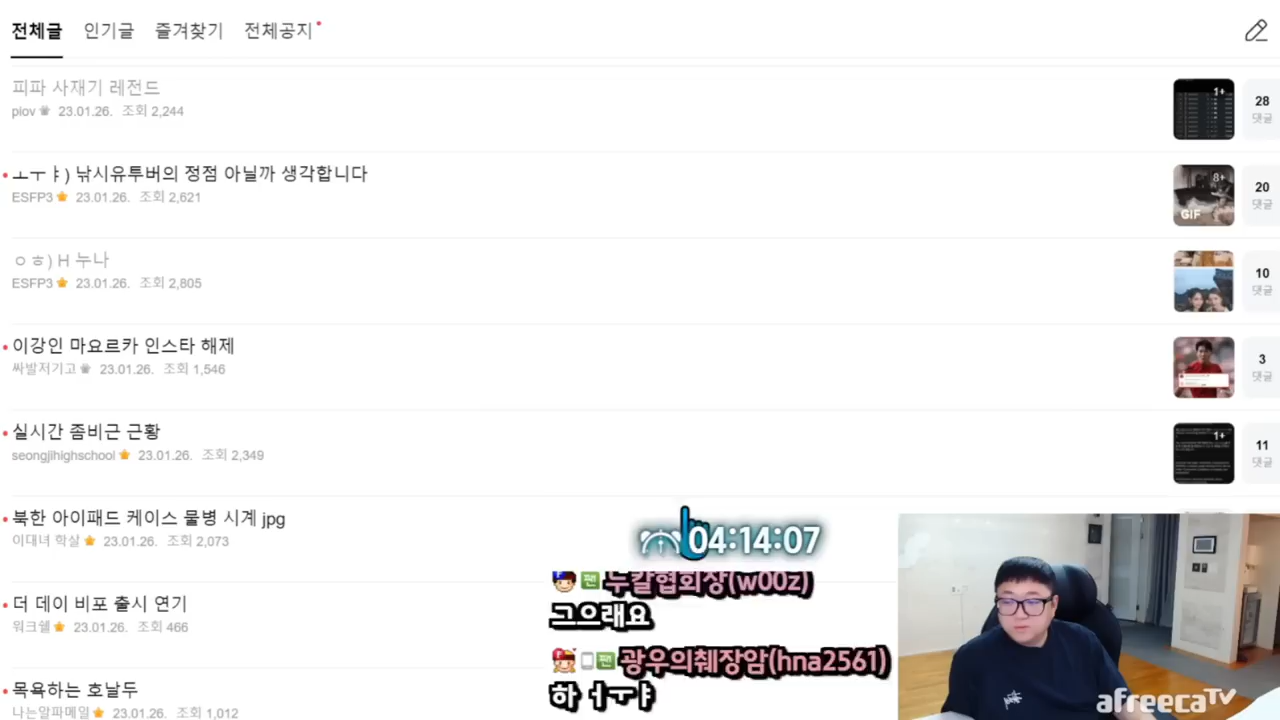 전체글 인기글 즐겨찾기 전체공지
피파 사재기 레전드
piov 23.01.26. 조회 2,244
1+
28
댓글
ㅗㅜㅑ) 낚시유투버의 정점 아닐까 생각합니다
ESFP3 23.01.26. 조회 2,621
8+
GIF
20
댓글
ㅇㅎ) H 누나
ESFP3 23.01.26. 조회 2,805
10
댓글
이강인 마요르카 인스타 해제
싸발저기고 23.01.26. 조회 1,546
3
댓글
실시간 좀비근 근황
seongjihighschool 23.01.26. 조회 2,349
1+
11
댓글
북한 아이패드 케이스 물병 시계 jpg
이대녀 학살 23.01.26. 조회 2,073
더 데이 비포 출시 연기
워크쉘 23.01.26. 조회 466
목욕하는 호날두
나는알파메일 23.01.26. 조회 1,012
04:14:07
팬 누칼협회장(w00z)
그으래요
팬 광우의췌장암(hna2561)
하 ㅓㅜㅑ
afreecaTV